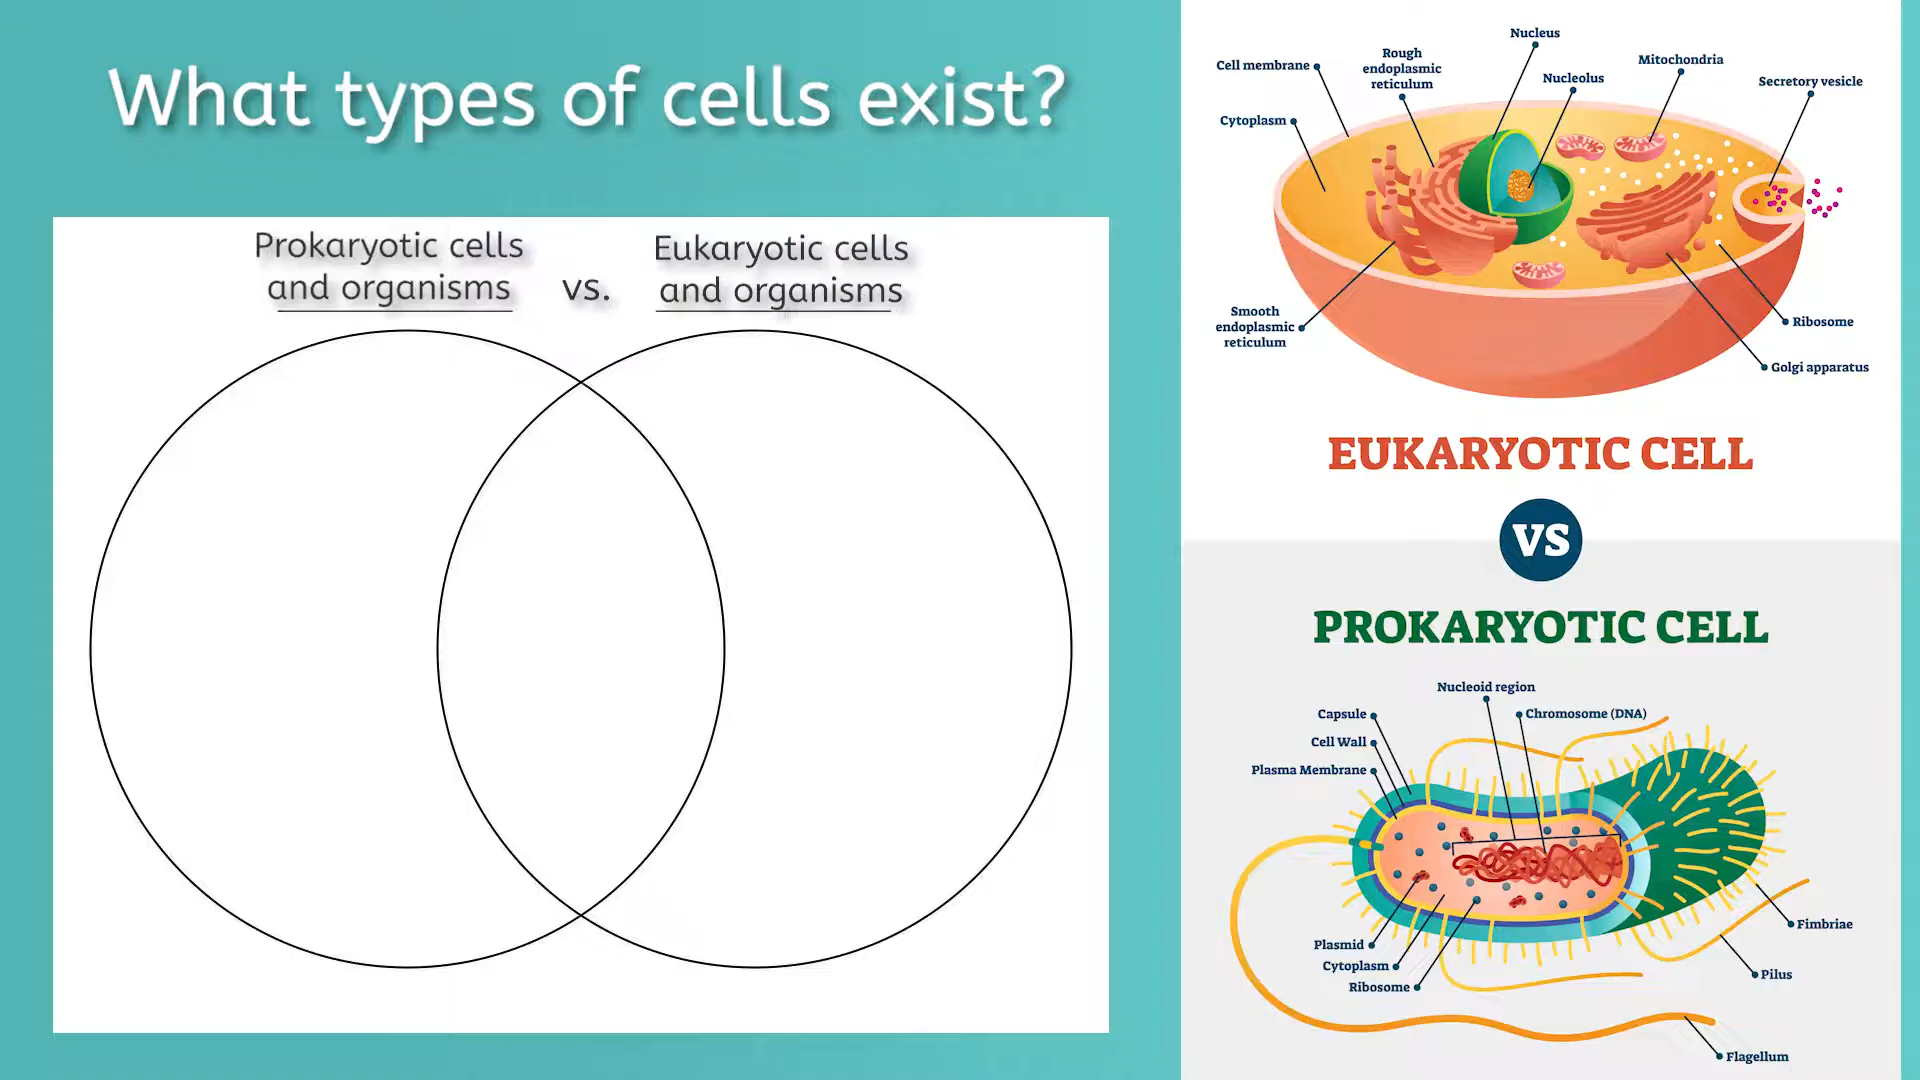 What types of cells exist?
Prokaryotic cells
and organisms
vs.
Eukaryotic cells
and organisms
Nucleus
Cell membrane
Rough
endoplasmic
reticulum
Nucleolus
Mitochondria
Secretory vesicle
Cytoplasm
Smooth
endoplasmic
reticulum
Ribosome
Golgi apparatus
EUKARYOTIC CELL
VS
PROKARYOTIC CELL
Nucleoid region
Capsule
Chromosome (DNA)
Cell Wall
Plasma Membrane
Plasmid
Cytoplasm
Ribosome
Fimbriae
Pilus
Flagellum